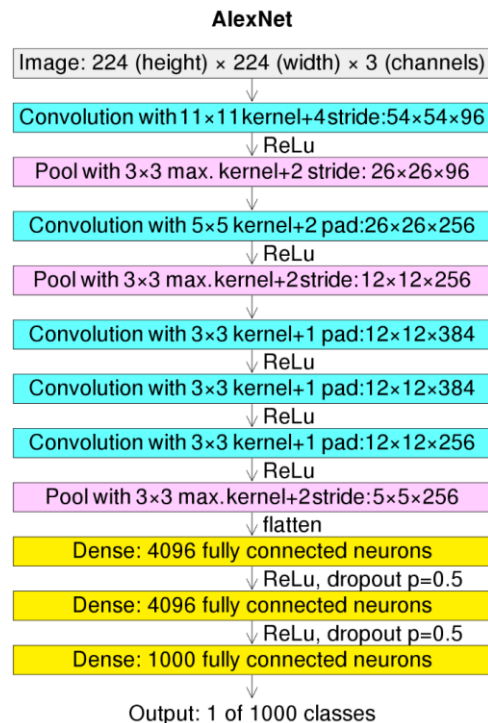 AlexNet
Image: 224 (height) × 224 (width) × 3 (channels)
Convolution with 11×11 kernel+4 stride:54×54×96
ReLu
Pool with 3×3 max. kernel+2 stride: 26×26×96
Convolution with 5×5 kernel+2 pad:26×26×256
ReLu
Pool with 3×3 max.kernel+2stride:12×12×256
Convolution with 3×3 kernel+1 pad:12×12×384
ReLu
Convolution with 3×3 kernel+1 pad:12×12×384
ReLu
Convolution with 3×3 kernel+1 pad:12×12×256
ReLu
Pool with 3×3 max.kernel+2stride:5×5×256
flatten
Dense: 4096 fully connected neurons
ReLu, dropout p=0.5
Dense: 4096 fully connected neurons
ReLu, dropout p=0.5
Dense: 1000 fully connected neurons
Output: 1 of 1000 classes